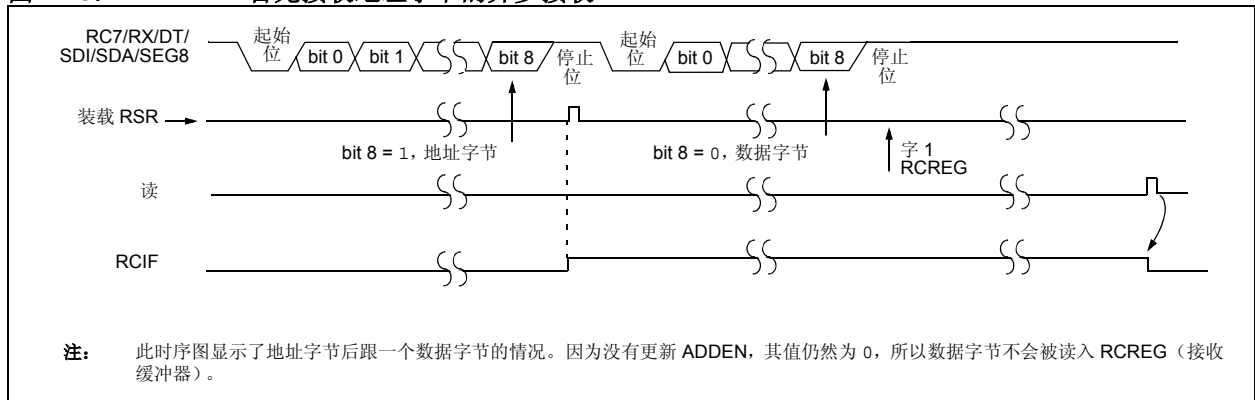 RC7/RX/DT/
SDI/SDA/SEG8
起始
位
bit 0
bit 1
bit 8
停止
位
起始
位
bit 0
bit 8
停止
位
装载 RSR
bit 8 = 1，地址字节
bit 8 = 0，数据字节
字 1
RCREG
读
RCIF
注： 此时序图显示了地址字节后跟一个数据字节的情况。因为没有更新 ADDEN，其值仍然为 0，所以数据字节不会被读入 RCREG（接收
缓冲器）。